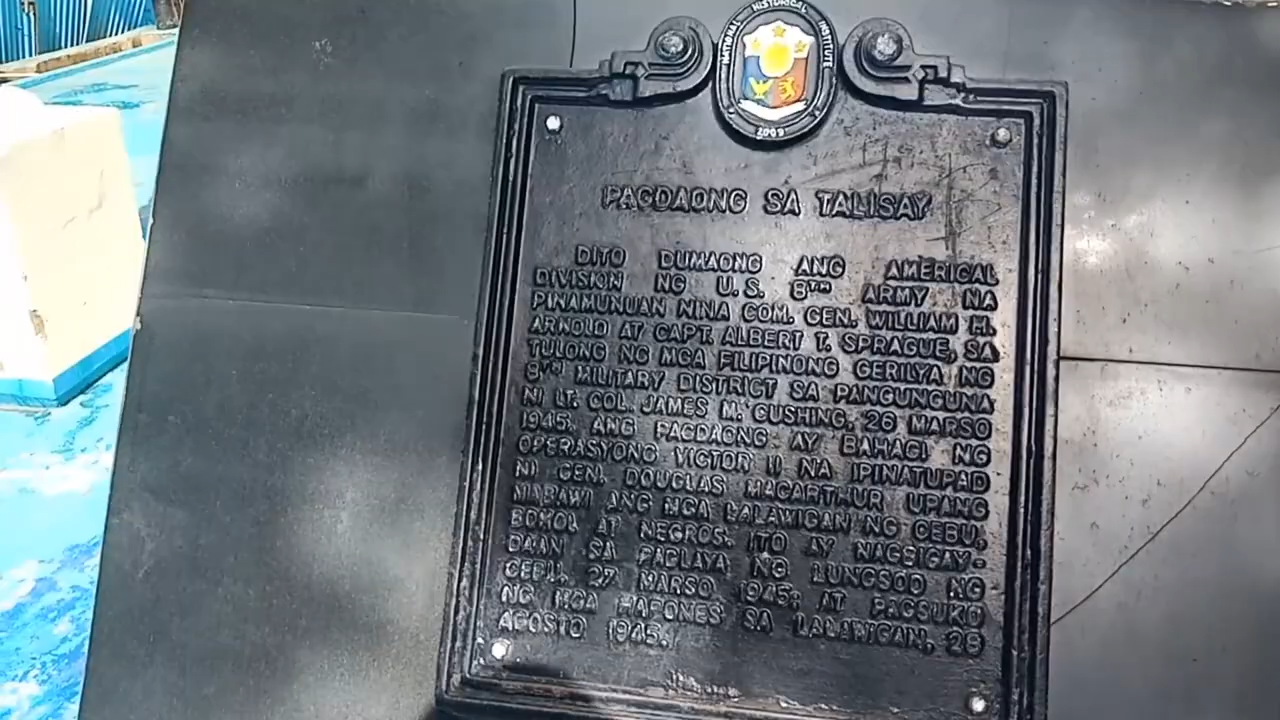 NATIONAL HISTORICAL INSTITUTE
2009
PAGDAONG SA TALISAY
DITO DUMAONG ANG AMERICAL
DIVISION NG U.S. 8TH ARMY NA
PINAMUNUAN NINA COM. GEN. WILLIAM H.
ARNOLD AT CAPT. ALBERT T. SPRAGUE, SA
TULONG NG MGA FILIPINONG GERILYA NG
8TH MILITARY DISTRICT SA PANGUNGUNA
NI LT. COL. JAMES M. CUSHING, 26 MARSO
1945. ANG PAGDAONG AY BAHAGI NG
OPERASYONG VICTOR II NA IPINATUPAD
NI GEN. DOUGLAS MACARTHUR UPANG
MABAWI ANG MGA LALAWIGAN NG CEBU,
BOHOL AT NEGROS. ITO AY NAGBIGAY-
DAAN SA PAGLAYA NG LUNGSOD NG
CEBU, 27 MARSO 1945; AT PAGSUKO
NG MGA HAPONES SA LALAWIGAN, 28
AGOSTO 1945.